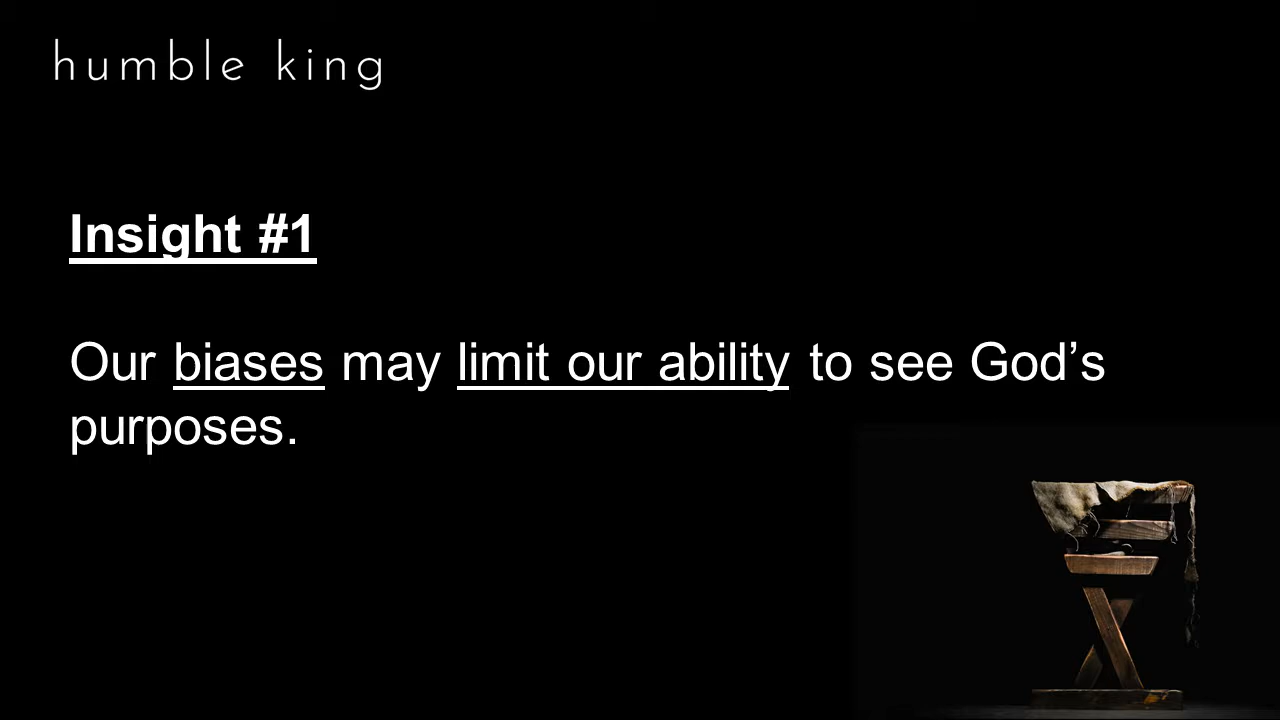 humble king
Insight #1
Our biases may limit our ability to see God’s
purposes.